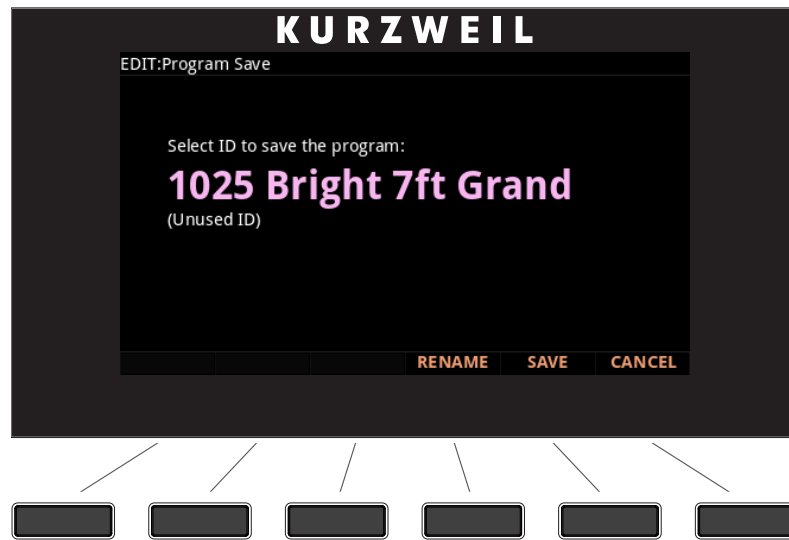 KURZWEIL
EDIT:Program Save
Select ID to save the program:
1025 Bright 7ft Grand
(Unused ID)
RENAME SAVE CANCEL